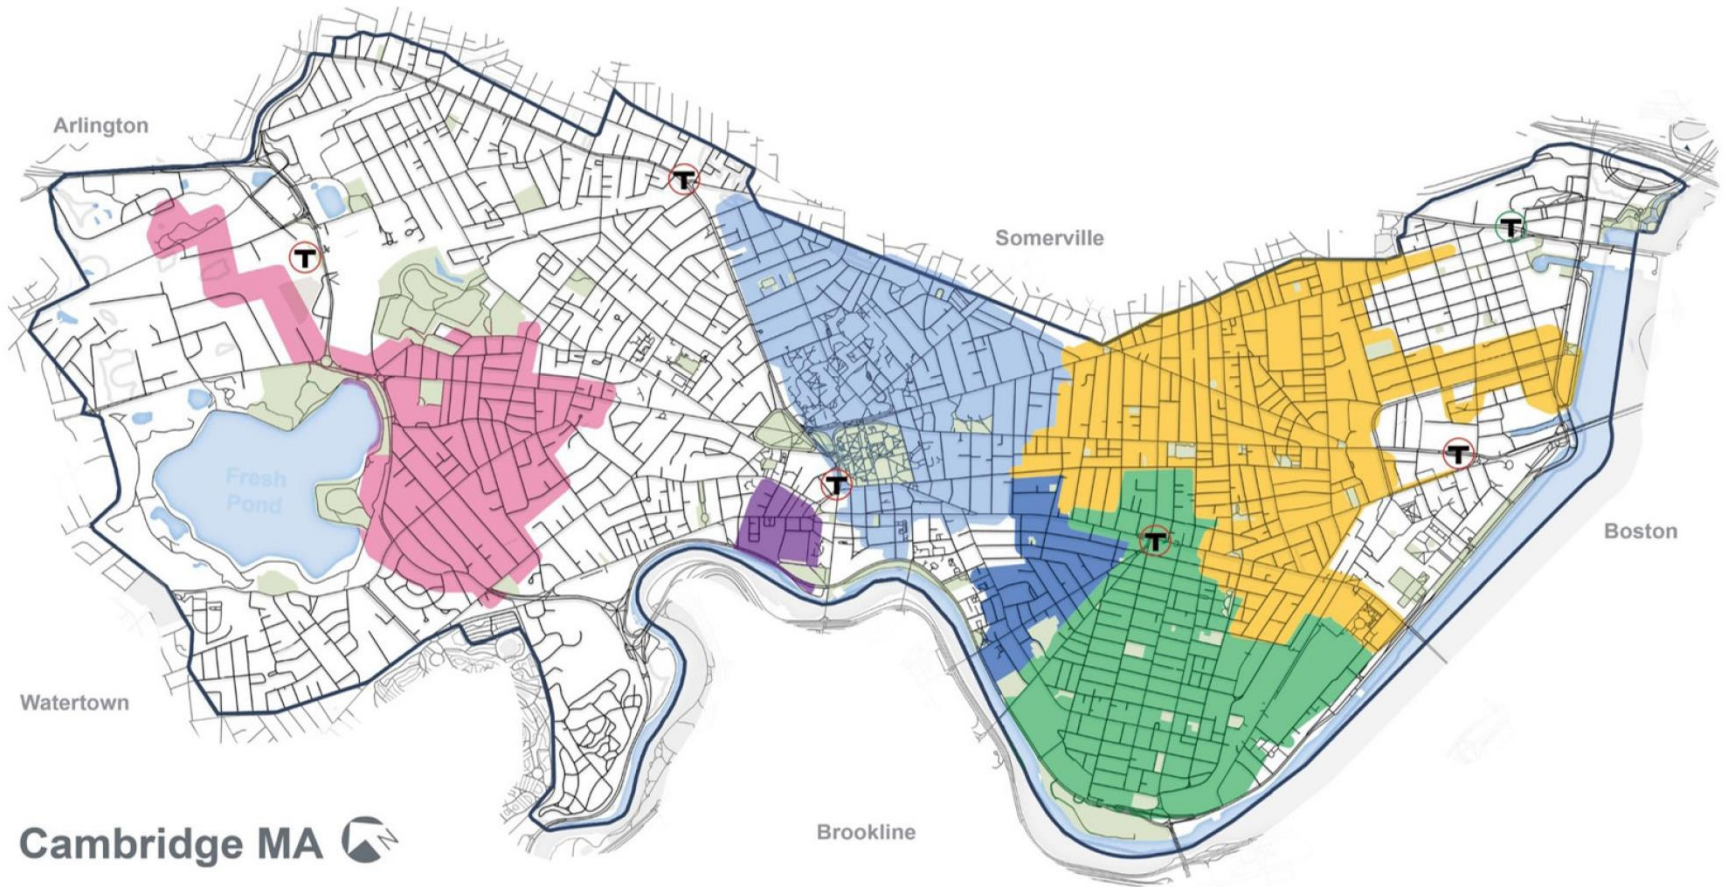 Arlington
Somerville
Fresh
Pond
Boston
Watertown
Brookline
Cambridge MA
N
T
T
T
T
T
T